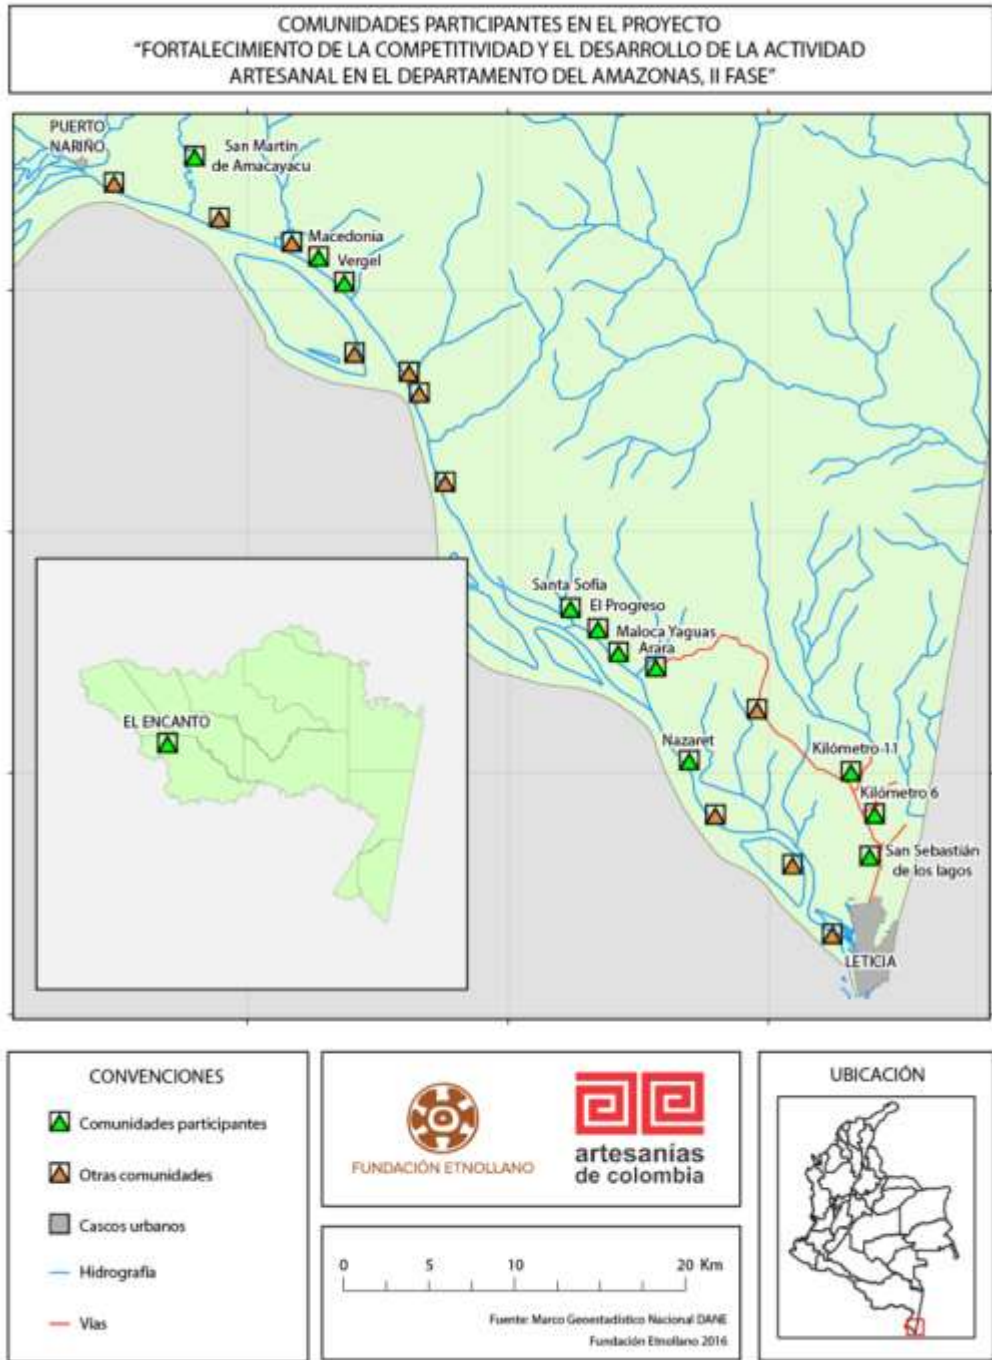 COMUNIDADES PARTICIPANTES EN EL PROYECTO
"FORTALECIMIENTO DE LA COMPETITIVIDAD Y EL DESARROLLO DE LA ACTIVIDAD
ARTESANAL EN EL DEPARTAMENTO DEL AMAZONAS, II FASE"
PUERTO
NARIÑO
San Martín
de Amacayacu
Macedonia
Vergel
Santa Sofía
El Progreso
Maloca Yaguas
Arara
EL ENCANTO
Nazaret
Kilómetro 11
Kilómetro 6
San Sebastián
de los lagos
LETICIA
CONVENCIONES
Comunidades participantes
Otras comunidades
Cascos urbanos
Hidrografía
Vías
FUNDACIÓN ETNOLLANO
artesanías
de colombia
0 5 10 20 Km
Fuente: Marco Geoestadístico Nacional DANE
Fundación Etnollano 2016
UBICACIÓN